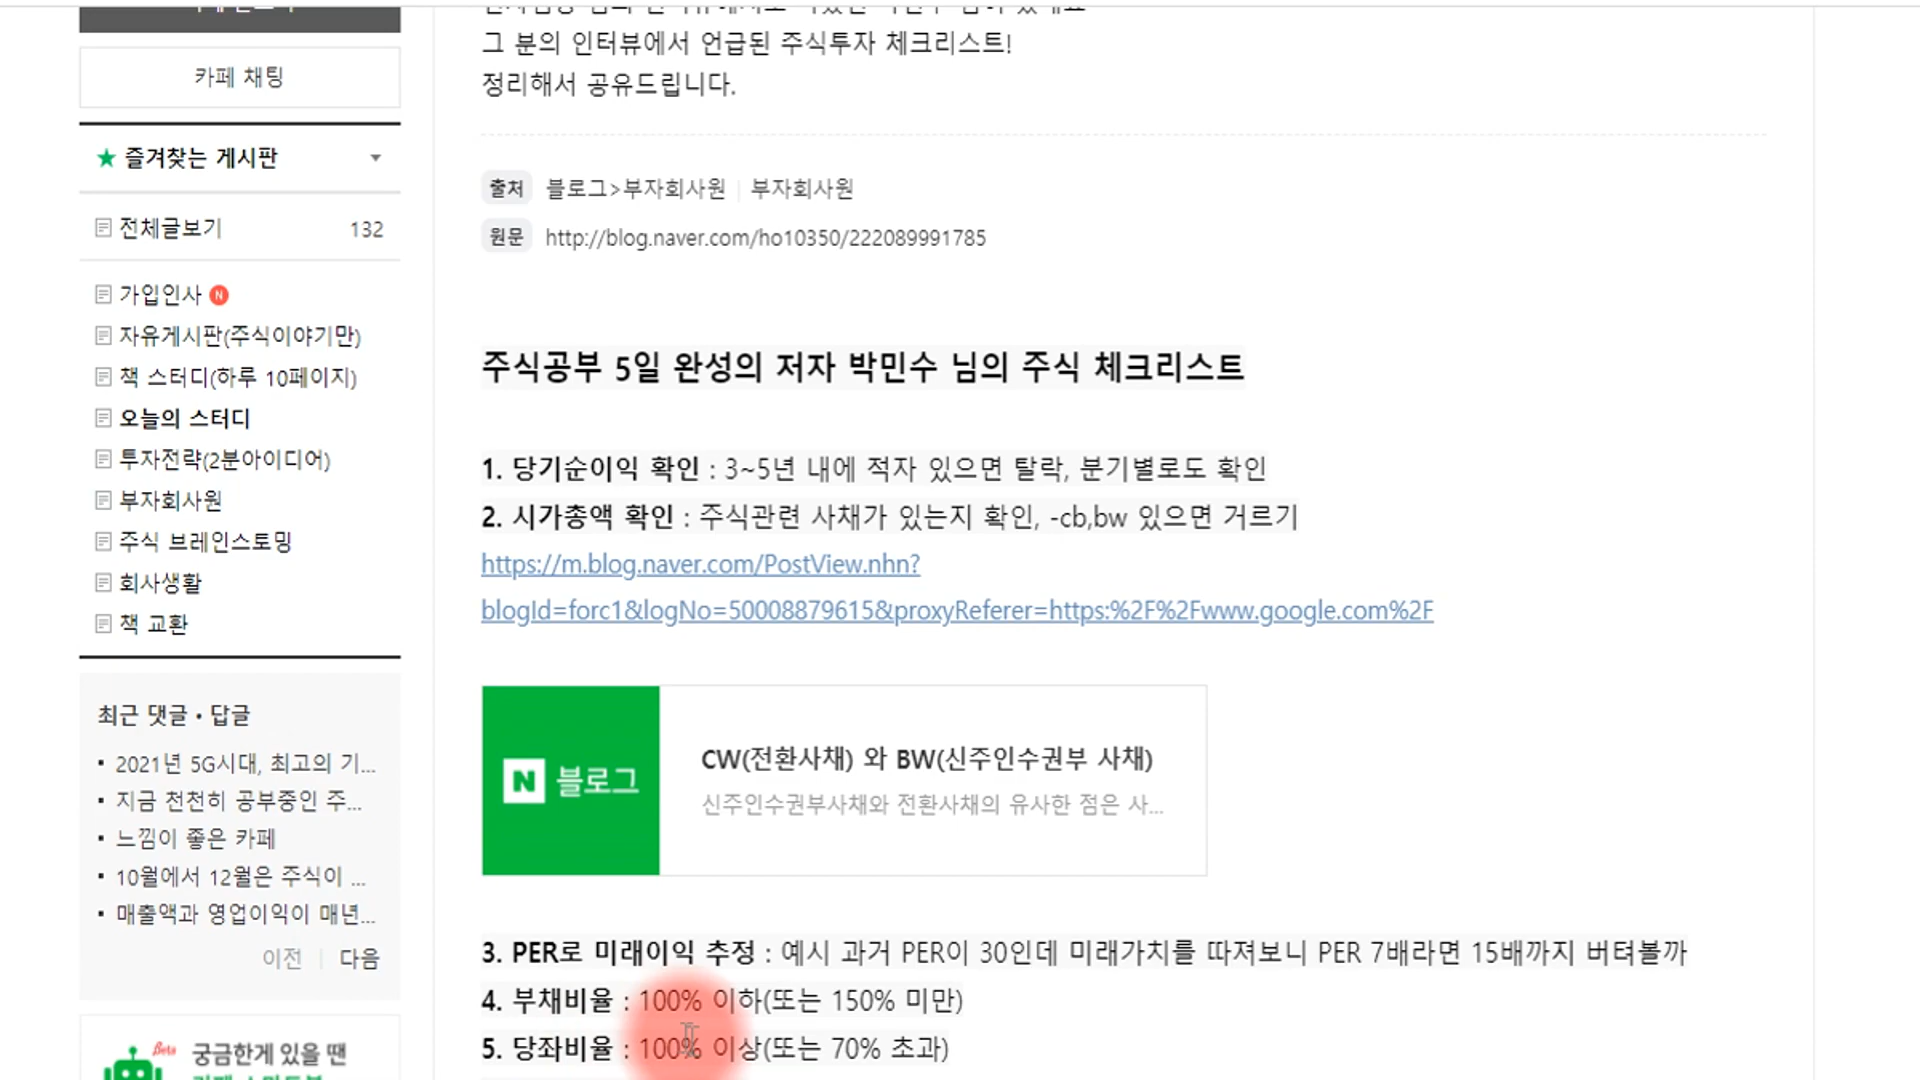 카페 채팅
즐겨찾는 게시판
전체글보기 132
가입인사 N
자유게시판(주식이야기만)
책 스터디(하루 10페이지)
오늘의 스터디
투자전략(2분아이디어)
부자회사원
주식 브레인스토밍
회사생활
책 교환
최근 댓글 • 답글
2021년 5G시대, 최고의 기...
지금 천천히 공부중인 주...
느낌이 좋은 카페
10월에서 12월은 주식이 ...
매출액과 영업이익이 매년...
이전 다음
Beta 궁금한게 있을 땐
그 분의 인터뷰에서 언급된 주식투자 체크리스트!
정리해서 공유드립니다.
출처 블로그>부자회사원 부자회사원
원문 http://blog.naver.com/ho10350/222089991785
주식공부 5일 완성의 저자 박민수 님의 주식 체크리스트
1. 당기순이익 확인 : 3~5년 내에 적자 있으면 탈락, 분기별로도 확인
2. 시가총액 확인 : 주식관련 사채가 있는지 확인, -cb,bw 있으면 거르기
https://m.blog.naver.com/PostView.nhn?
blogId=forc1&logNo=50008879615&proxyReferer=https:%2F%2Fwww.google.com%2F
N 블로그
CW(전환사채) 와 BW(신주인수권부 사채)
신주인수권부사채와 전환사채의 유사한 점은 사...
3. PER로 미래이익 추정 : 예시 과거 PER이 30인데 미래가치를 따져보니 PER 7배라면 15배까지 버텨볼까
4. 부채비율 : 100% 이하(또는 150% 미만)
5. 당좌비율 : 100% 이상(또는 70% 초과)